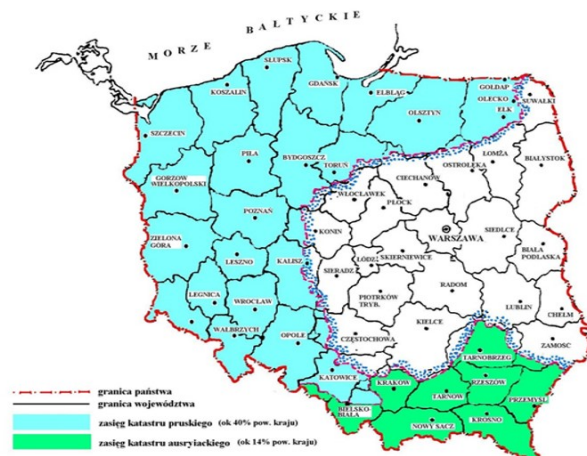 MORZE BAŁTYCKIE
SŁUPSK
KOSZALIN
GDAŃSK
ELBLĄG
GOŁDAP
OLECKO
EŁK
SUWAŁKI
SZCZECIN
OLSZTYN
PIŁA
BYDGOSZCZ
TORUŃ
ŁOMŻA
OSTROŁĘKA
BIAŁYSTOK
GORZÓW
WIELKOPOLSKI
CIECHANÓW
WŁOCŁAWEK
PŁOCK
POZNAŃ
KONIN
WARSZAWA
SIEDLCE
BIAŁA
PODLASKA
ZIELONA
GÓRA
LESZNO
KALISZ
ŁÓDŹ
SKIERNIEWICE
SIERADZ
PIOTRKÓW
TRYB.
RADOM
LEGNICA
WROCŁAW
LUBLIN
CHEŁM
WAŁBRZYCH
OPOLE
CZĘSTOCHOWA
KIELCE
ZAMOŚĆ
TARNOBRZEG
KATOWICE
KRAKÓW
RZESZÓW
TARNÓW
PRZEMYŚL
BIELSKO-
BIAŁA
NOWY SĄCZ
KROSNO
granica państwa
granica województwa
zasięg katastru pruskiego (ok 40% pow. kraju)
zasięg katastru ausryiackiego (ok 14% pow. kraju)